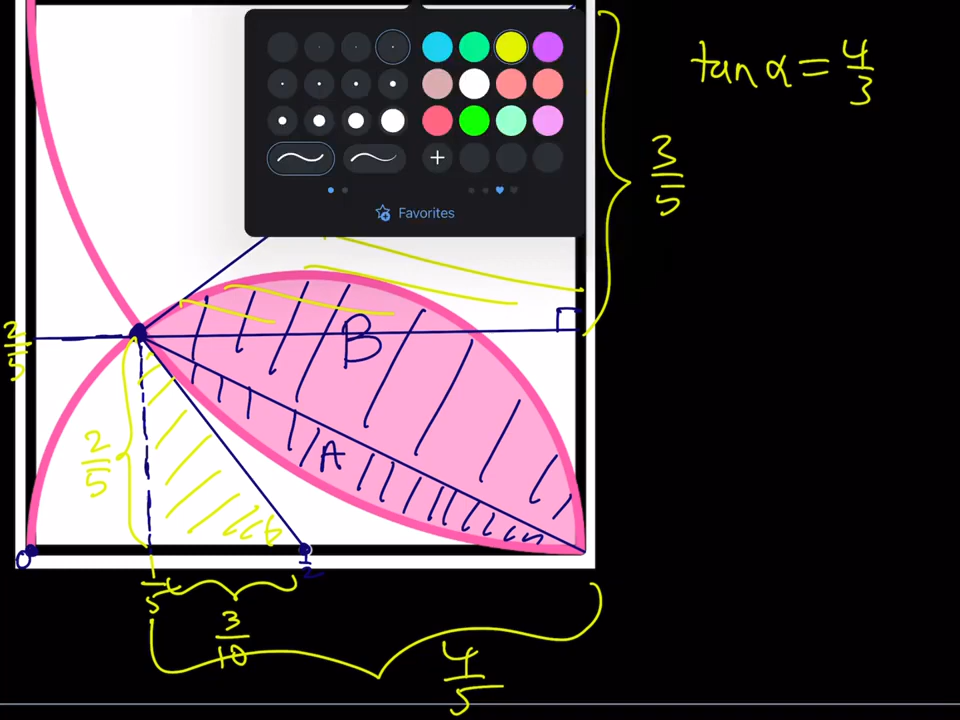 Favorites
tan α = 4/3
3/5
2/5
B
2/5
A
0
1/2
1/5
3/10
4/5